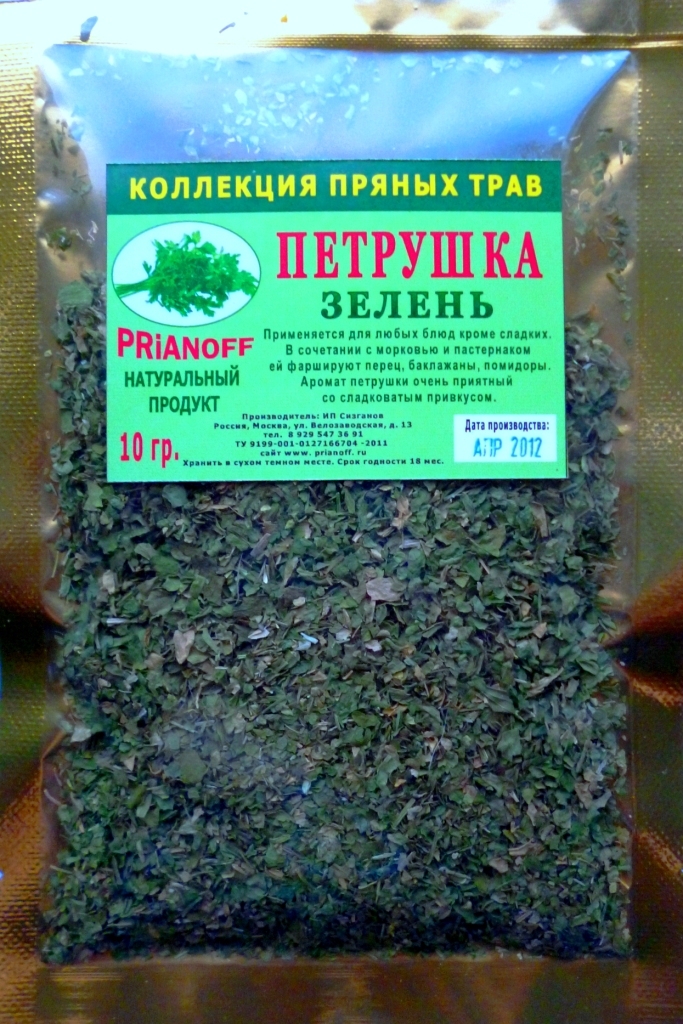 КОЛЛЕКЦИЯ ПРЯНЫХ ТРАВ
ПЕТРУШКА
ЗЕЛЕНЬ
PRiANOFF
НАТУРАЛЬНЫЙ
ПРОДУКТ
10 гр.
Применяется для любых блюд кроме сладких.
В сочетании с морковью и пастернаком
ей фаршируют перец, баклажаны, помидоры.
Аромат петрушки очень приятный
со сладковатым привкусом.
Производитель: ИП Сизганов
Россия, Москва, ул. Велозаводская, д. 13
тел. 8 929 547 36 91
ТУ 9199-001-0127166704 -2011
сайт www. prianoff. ru
Хранить в сухом темном месте. Срок годности 18 мес.
Дата производства:
АПР 2012